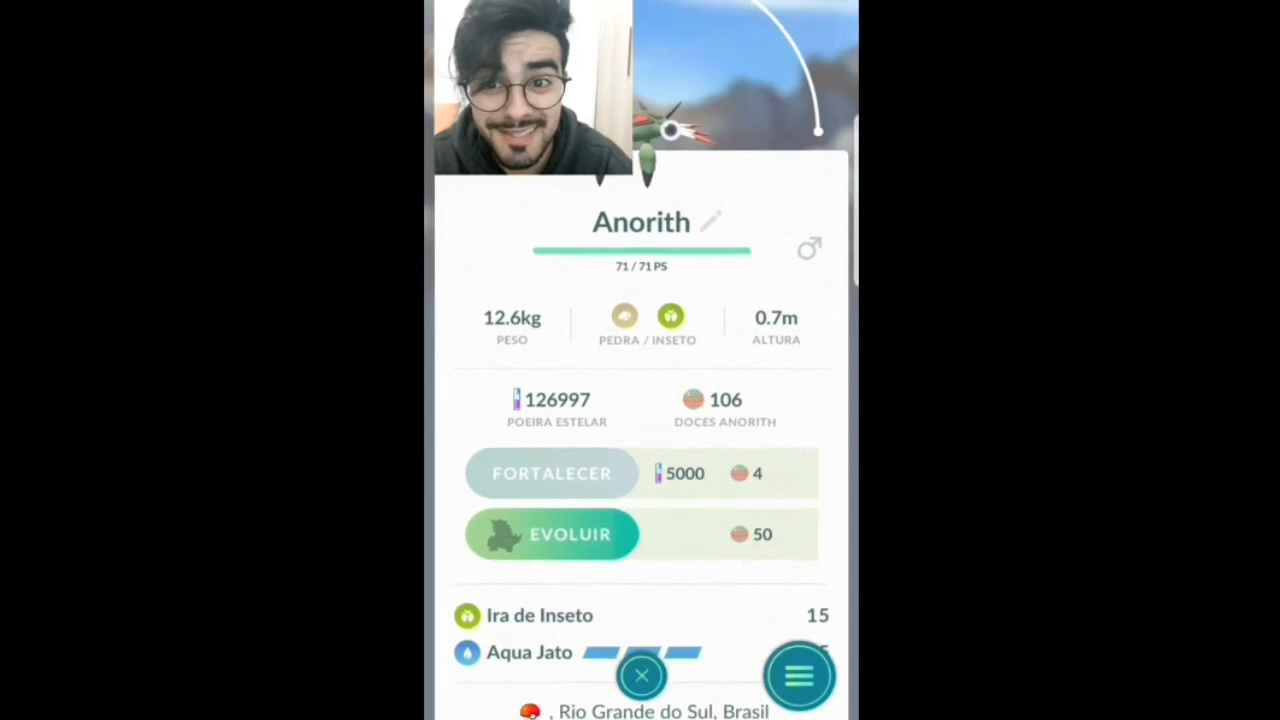 Anorith
71 / 71 PS
12.6kg
PESO
PEDRA / INSETO
0.7m
ALTURA
126997
POEIRA ESTELAR
106
DOCES ANORITH
FORTALECER 5000 4
EVOLUIR 50
Ira de Inseto 15
Aqua Jato
, Rio Grande do Sul, Brasil